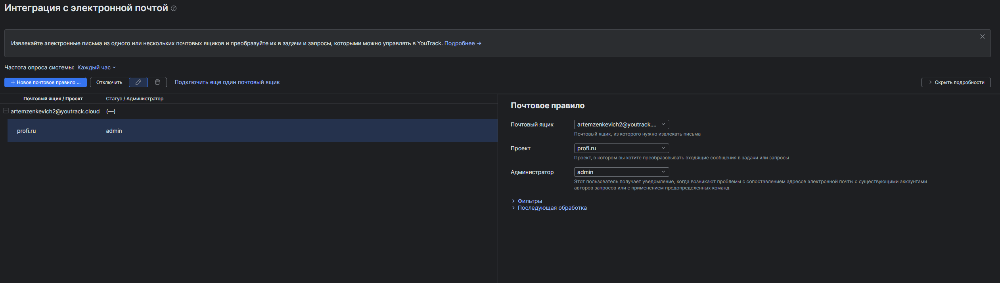 Интеграция с электронной почтой
Извлекайте электронные письма из одного или нескольких почтовых ящиков и преобразуйте их в задачи и запросы, которыми можно управлять в YouTrack. Подробнее →
Частота опроса системы: Каждый час
+ Новое почтовое правило ... Отключить Подключить еще один почтовый ящик Скрыть подробности
Почтовый ящик / Проект Статус / Администратор
artemzenkevich2@youtrack.cloud (—)
profi.ru admin
Почтовое правило
Почтовый ящик artemzenkevich2@youtrack....
Почтовый ящик, из которого нужно извлекать письма
Проект profi.ru
Проект, в котором вы хотите преобразовывать входящие сообщения в задачи или запросы
Администратор admin
Этот пользователь получает уведомление, когда возникают проблемы с сопоставлением адресов электронной почты с существующими аккаунтами
авторов запросов или с применением предопределенных команд
Фильтры
Последующая обработка